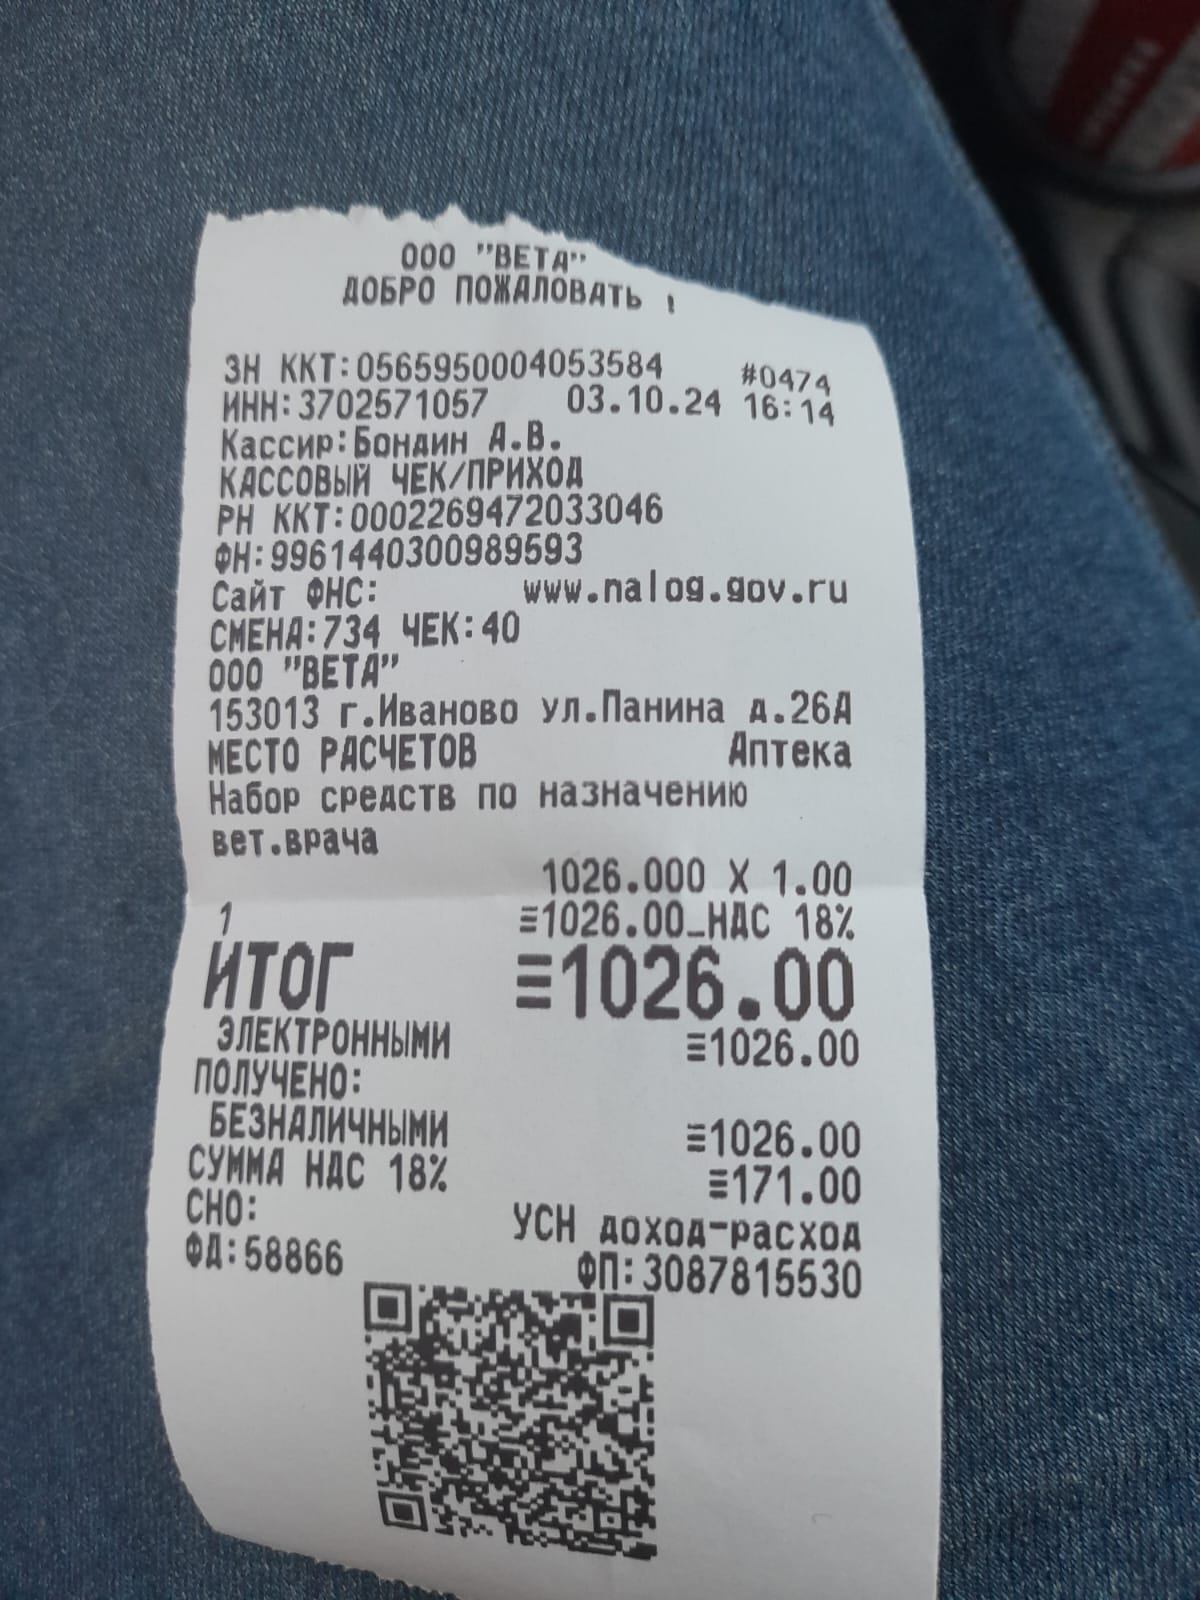 ООО "ВЕТА"
ДОБРО ПОЖАЛОВАТЬ !
ЗН ККТ:0565950004053584 #0474
ИНН:3702571057 03.10.24 16:14
Кассир:Бондин А.В.
КАССОВЫЙ ЧЕК/ПРИХОД
РН ККТ:0002269472033046
ФН:9961440300989593
Сайт ФНС: www.nalog.gov.ru
СМЕНА:734 ЧЕК:40
ООО "ВЕТА"
153013 г.Иваново ул.Панина д.26А
МЕСТО РАСЧЕТОВ Аптека
Набор средств по назначению
вет.врача
1026.000 X 1.00
1 ≡1026.00_НДС 18%
ИТОГ ≡1026.00
ЭЛЕКТРОННЫМИ ≡1026.00
ПОЛУЧЕНО:
БЕЗНАЛИЧНЫМИ ≡1026.00
СУММА НДС 18% ≡171.00
СНО: УСН доход-расход
ФД:58866 ФП:3087815530